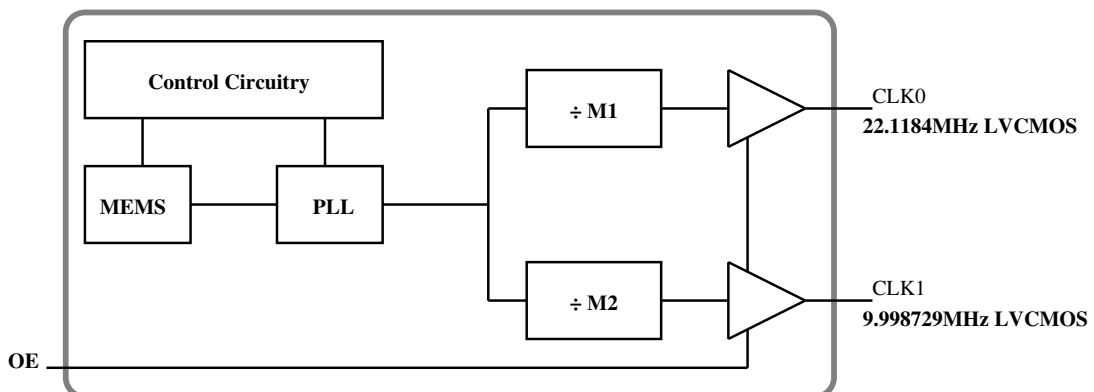 Control Circuitry
÷ M1
CLK0
22.1184MHz LVCMOS
MEMS
PLL
÷ M2
CLK1
9.998729MHz LVCMOS
OE